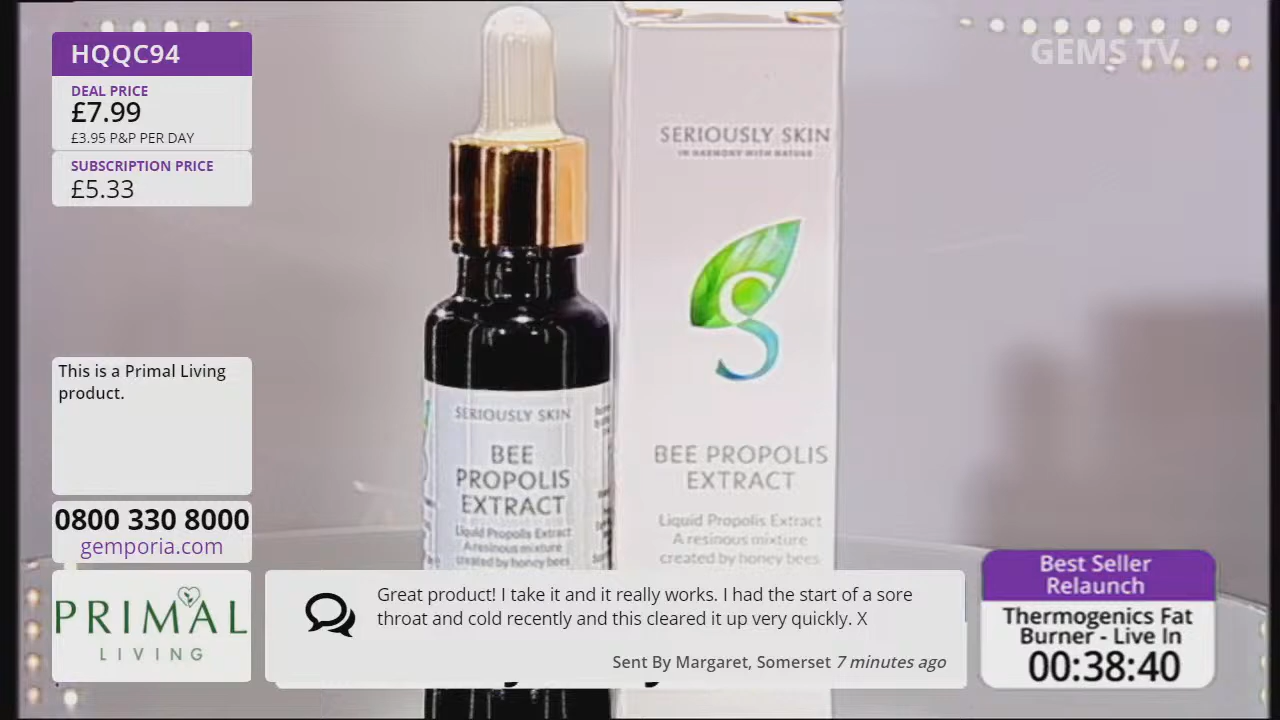 HQQC94
DEAL PRICE
£7.99
£3.95 P&P PER DAY
SUBSCRIPTION PRICE
£5.33
GEMS TV
SERIOUSLY SKIN
IN HARMONY WITH NATURE
BEE PROPOLIS
EXTRACT
Liquid Propolis Extract
A resinous mixture
created by honey bees
SERIOUSLY SKIN
BEE
PROPOLIS
EXTRACT
Liquid Propolis Extract
A resinous mixture
created by honey bees
This is a Primal Living
product.
0800 330 8000
gemporia.com
PRIMAL
LIVING
Great product! I take it and it really works. I had the start of a sore
throat and cold recently and this cleared it up very quickly. X
Sent By Margaret, Somerset 7 minutes ago
Best Seller
Relaunch
Thermogenics Fat
Burner - Live In
00:38:40